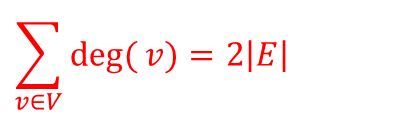 ∑_{v∈V} deg( v) = 2|E|